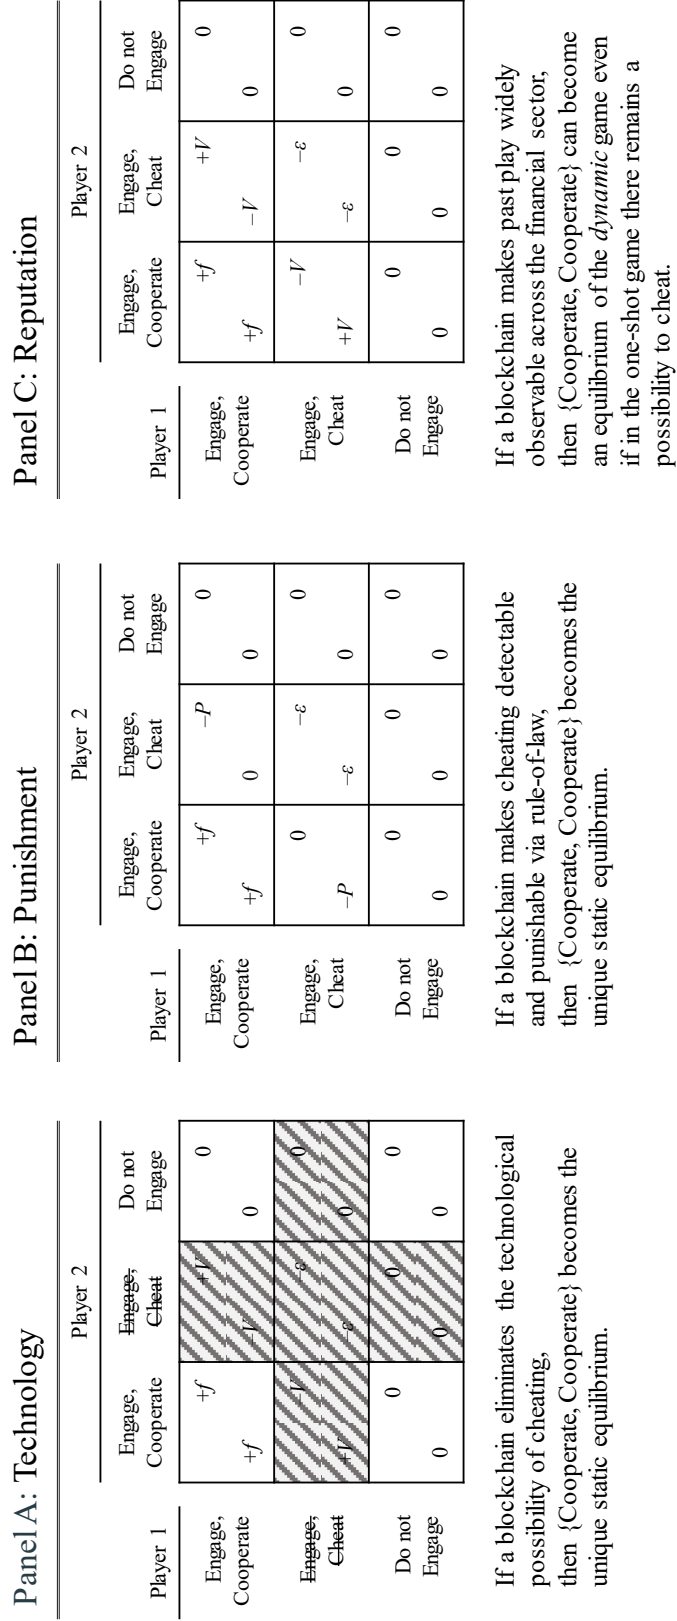 Panel A: Technology
Player 2
Engage, Engage, Do not
Player 1 Cooperate Cheat Engage
Engage, +f +V 0
Cooperate +f −V 0
Engage, −V −ε 0
Cheat +V −ε 0
Do not 0 0 0
Engage 0 0 0
If a blockchain eliminates the technological
possibility of cheating,
then {Cooperate, Cooperate} becomes the
unique static equilibrium.
Panel B: Punishment
Player 2
Engage, Engage, Do not
Player 1 Cooperate Cheat Engage
Engage, +f −P 0
Cooperate +f 0 0
Engage, 0 −ε 0
Cheat −P −ε 0
Do not 0 0 0
Engage 0 0 0
If a blockchain makes cheating detectable
and punishable via rule-of-law,
then {Cooperate, Cooperate} becomes the
unique static equilibrium.
Panel C: Reputation
Player 2
Engage, Engage, Do not
Player 1 Cooperate Cheat Engage
Engage, +f +V 0
Cooperate +f −V 0
Engage, −V −ε 0
Cheat +V −ε 0
Do not 0 0 0
Engage 0 0 0
If a blockchain makes past play widely
observable across the financial sector,
then {Cooperate, Cooperate} can become
an equilibrium of the dynamic game even
if in the one-shot game there remains a
possibility to cheat.